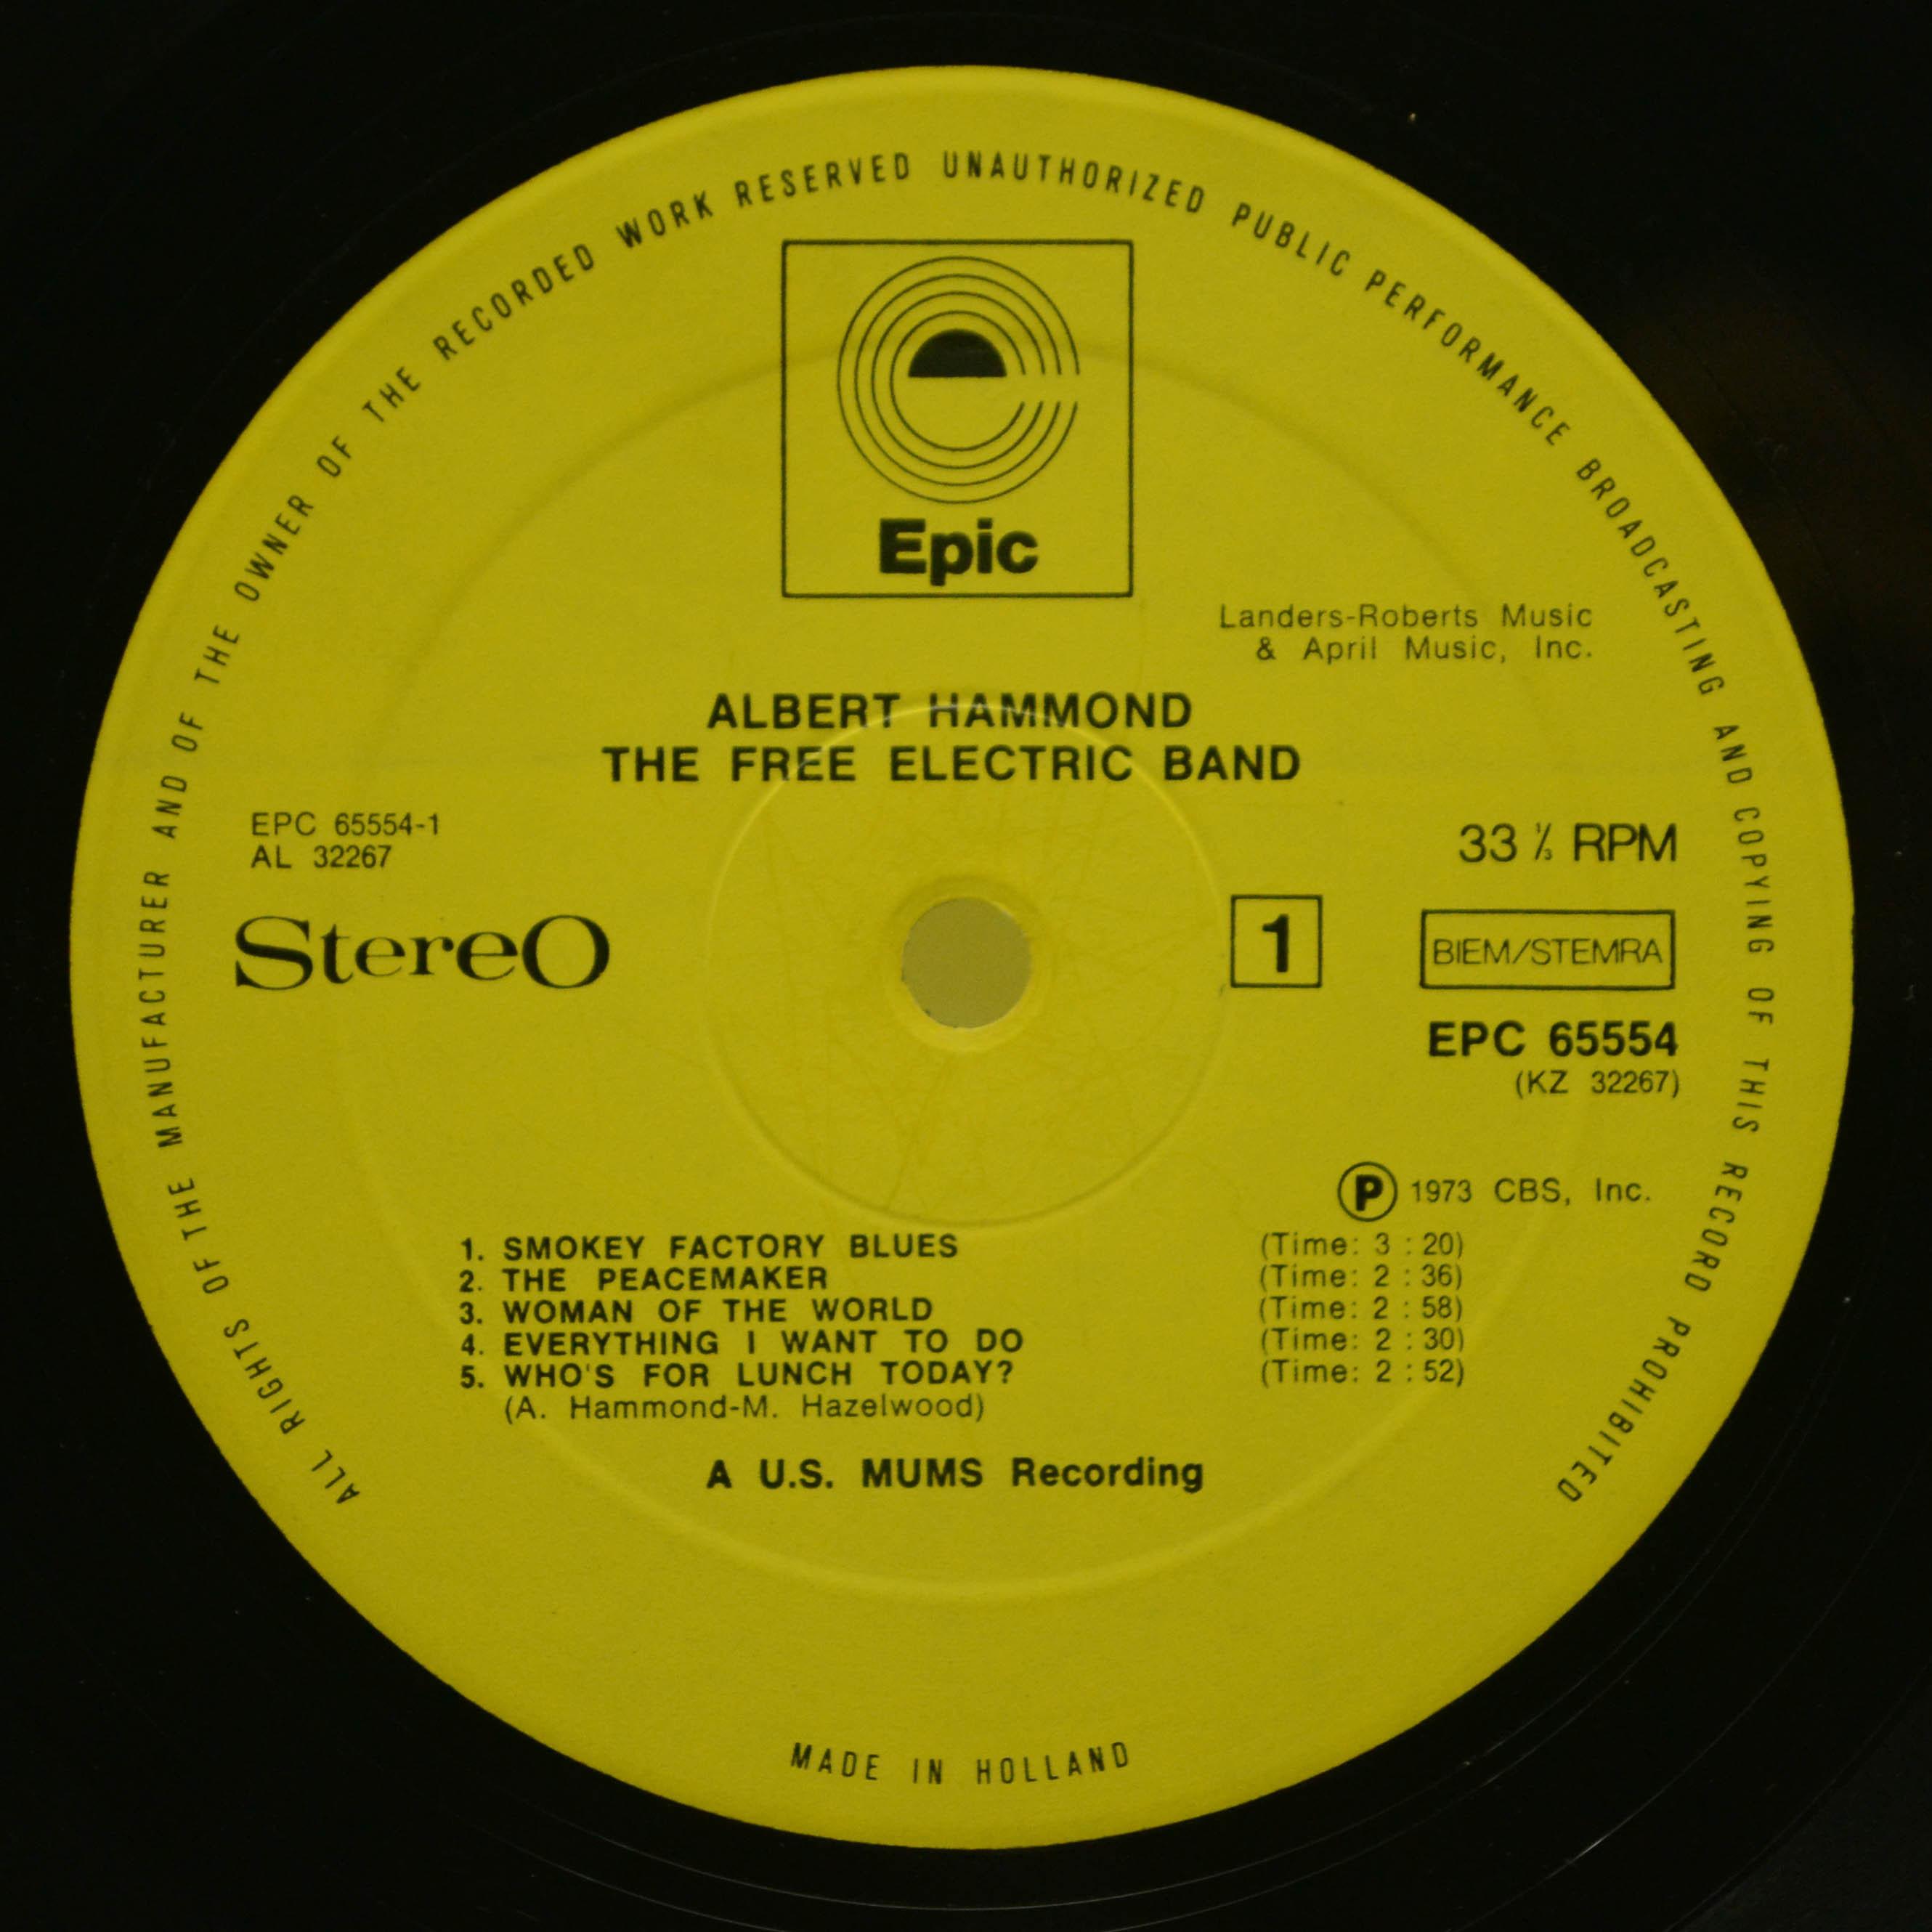 ALL RIGHTS OF THE MANUFACTURER AND OF THE OWNER OF THE RECORDED WORK RESERVED UNAUTHORIZED PUBLIC PERFORMANCE BROADCASTING AND COPYING OF THIS RECORD PROHIBITED
Epic
Landers-Roberts Music
& April Music, Inc.
ALBERT HAMMOND
THE FREE ELECTRIC BAND
EPC 65554-1
AL 32267
Stereo
33 1/3 RPM
1
BIEM/STEMRA
EPC 65554
(KZ 32267)
Ⓟ 1973 CBS, Inc.
1. SMOKEY FACTORY BLUES (Time: 3 : 20)
2. THE PEACEMAKER (Time: 2 : 36)
3. WOMAN OF THE WORLD (Time: 2 : 58)
4. EVERYTHING I WANT TO DO (Time: 2 : 30)
5. WHO'S FOR LUNCH TODAY? (Time: 2 : 52)
(A. Hammond-M. Hazelwood)
A U.S. MUMS Recording
MADE IN HOLLAND